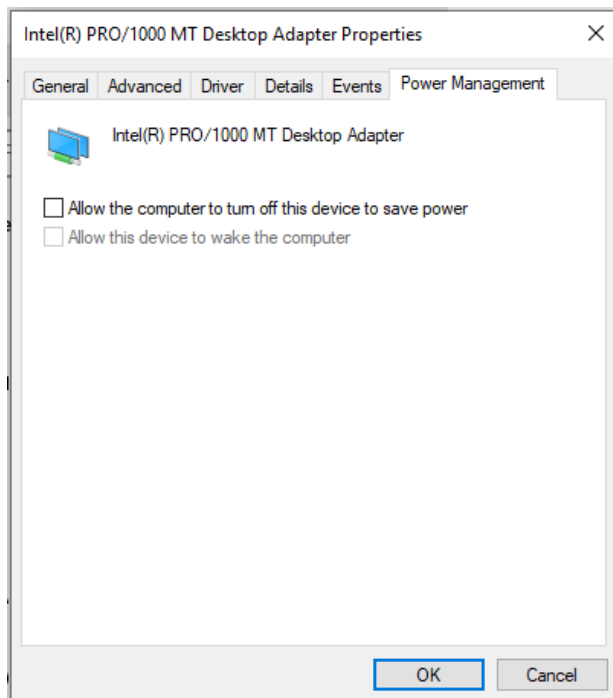 Intel(R) PRO/1000 MT Desktop Adapter Properties
General Advanced Driver Details Events Power Management
Intel(R) PRO/1000 MT Desktop Adapter
Allow the computer to turn off this device to save power
Allow this device to wake the computer
OK Cancel